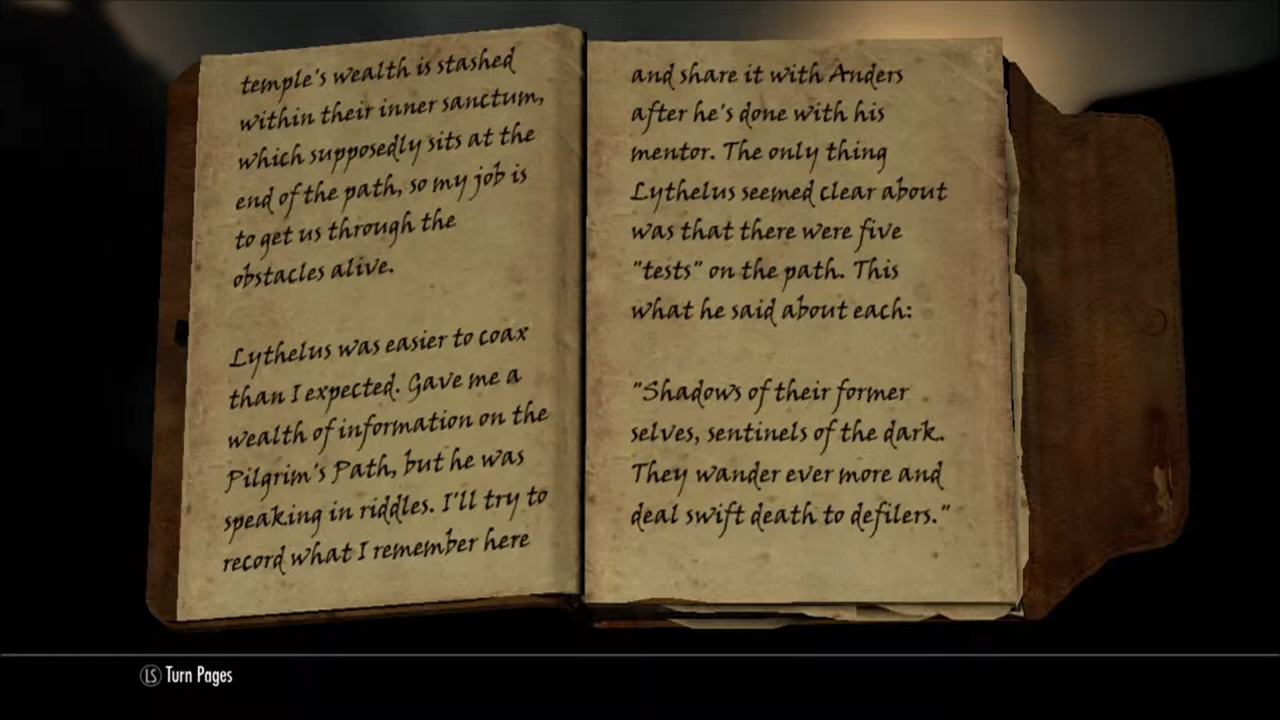 temple's wealth is stashed
within their inner sanctum,
which supposedly sits at the
end of the path, so my job is
to get us through the
obstacles alive.
Lythelus was easier to coax
than I expected. Gave me a
wealth of information on the
Pilgrim's Path, but he was
speaking in riddles. I'll try to
record what I remember here
and share it with Anders
after he's done with his
mentor. The only thing
Lythelus seemed clear about
was that there were five
"tests" on the path. This
what he said about each:
"Shadows of their former
selves, sentinels of the dark.
They wander ever more and
deal swift death to defilers."
LS Turn Pages